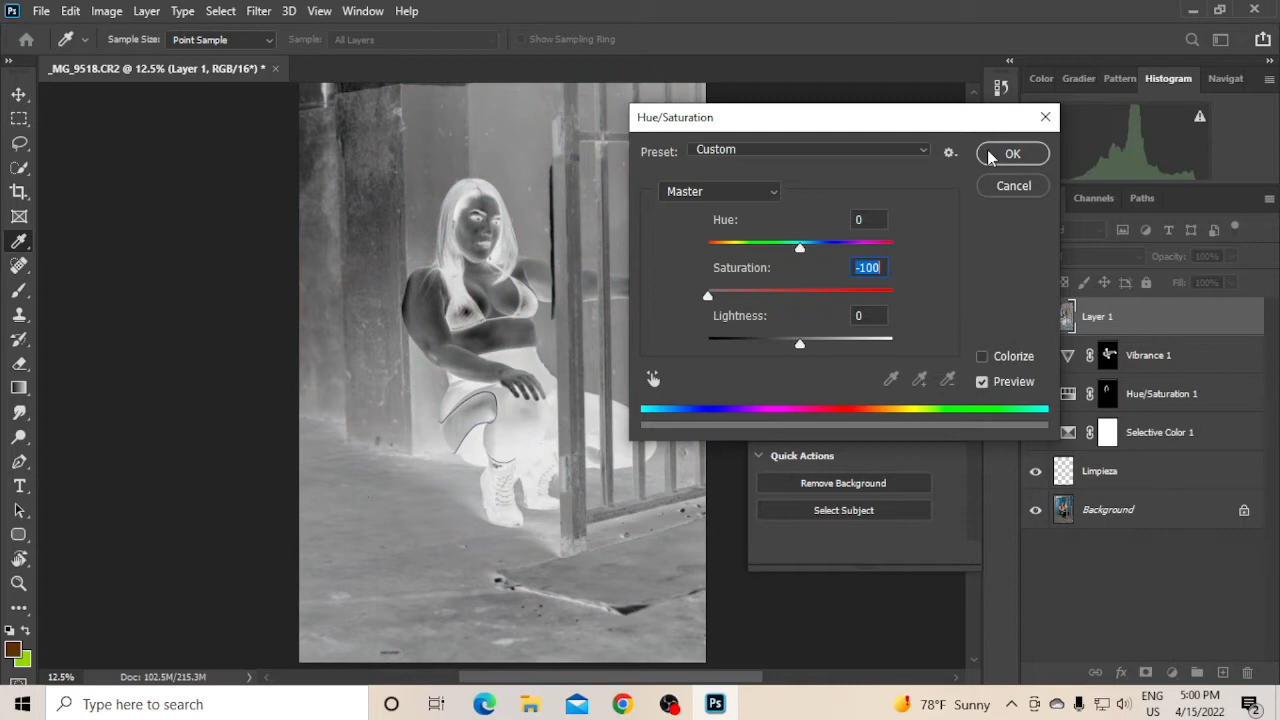 Ps File Edit Image Layer Type Select Filter 3D View Window Help
Sample Size: Point Sample Sample: All Layers Show Sampling Ring
_MG_9518.CR2 @ 12.5% (Layer 1, RGB/16*) * ×
Color Gradier Pattern Histogram Navigat
Hue/Saturation
Preset: Custom OK
Master Cancel
Hue: 0
Saturation: -100
Lightness: 0
Colorize
Preview
Channels Paths
Opacity: 100%
Fill: 100%
Layer 1
Vibrance 1
Hue/Saturation 1
Selective Color 1
Limpieza
Background
Quick Actions
Remove Background
Select Subject
12.5% Doc: 102.5M/215.3M
Type here to search
Ps
78°F Sunny
ENG
US
5:00 PM
4/15/2022
2